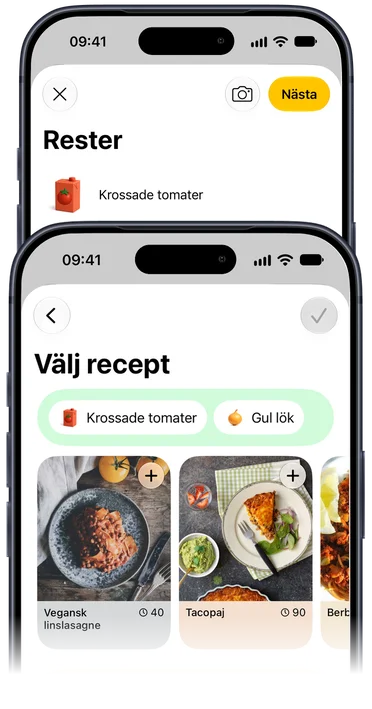 09:41
Nästa
Rester
Krossade tomater
09:41
Välj recept
Krossade tomater
Gul lök
Vegansk 40
linslasagne
Tacopaj 90
Berb